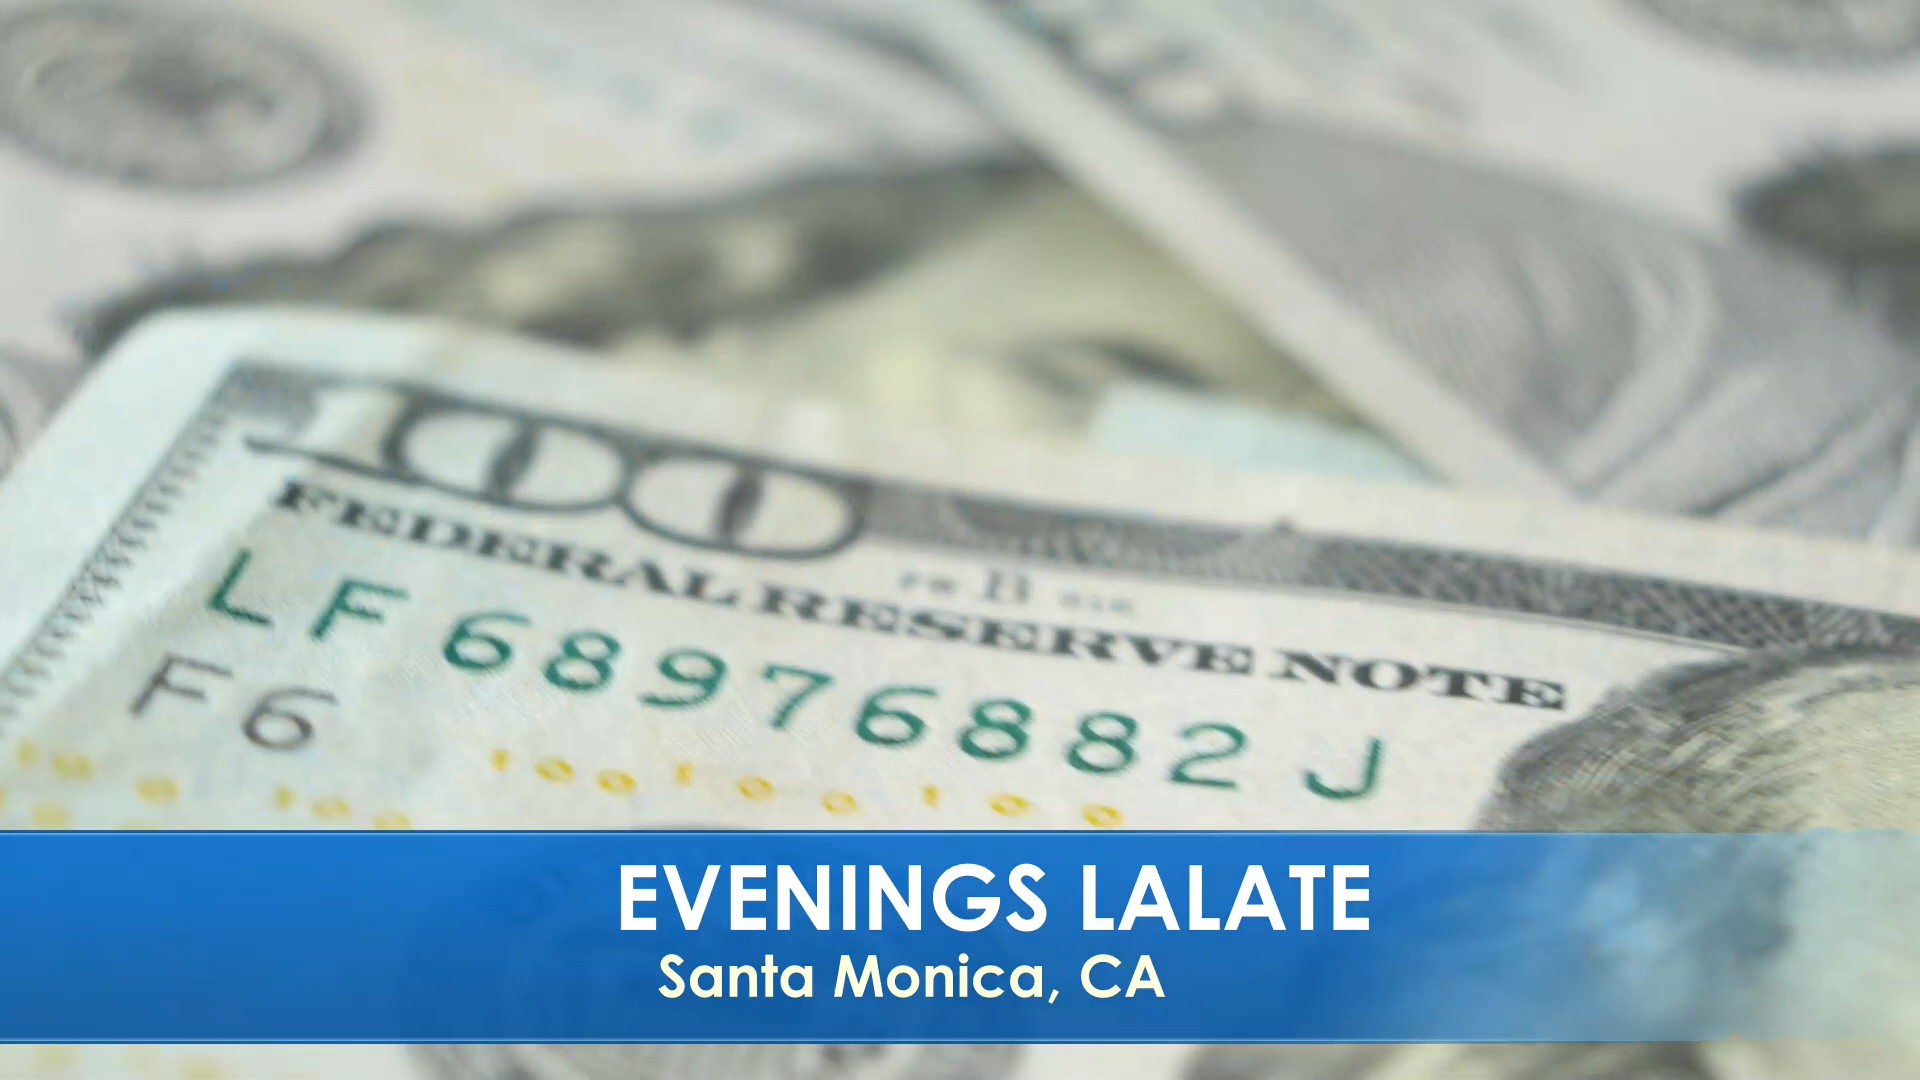 100
FEDERAL RESERVE NOTE
LF 68976882 J
F6
EVENINGS LALATE
Santa Monica, CA